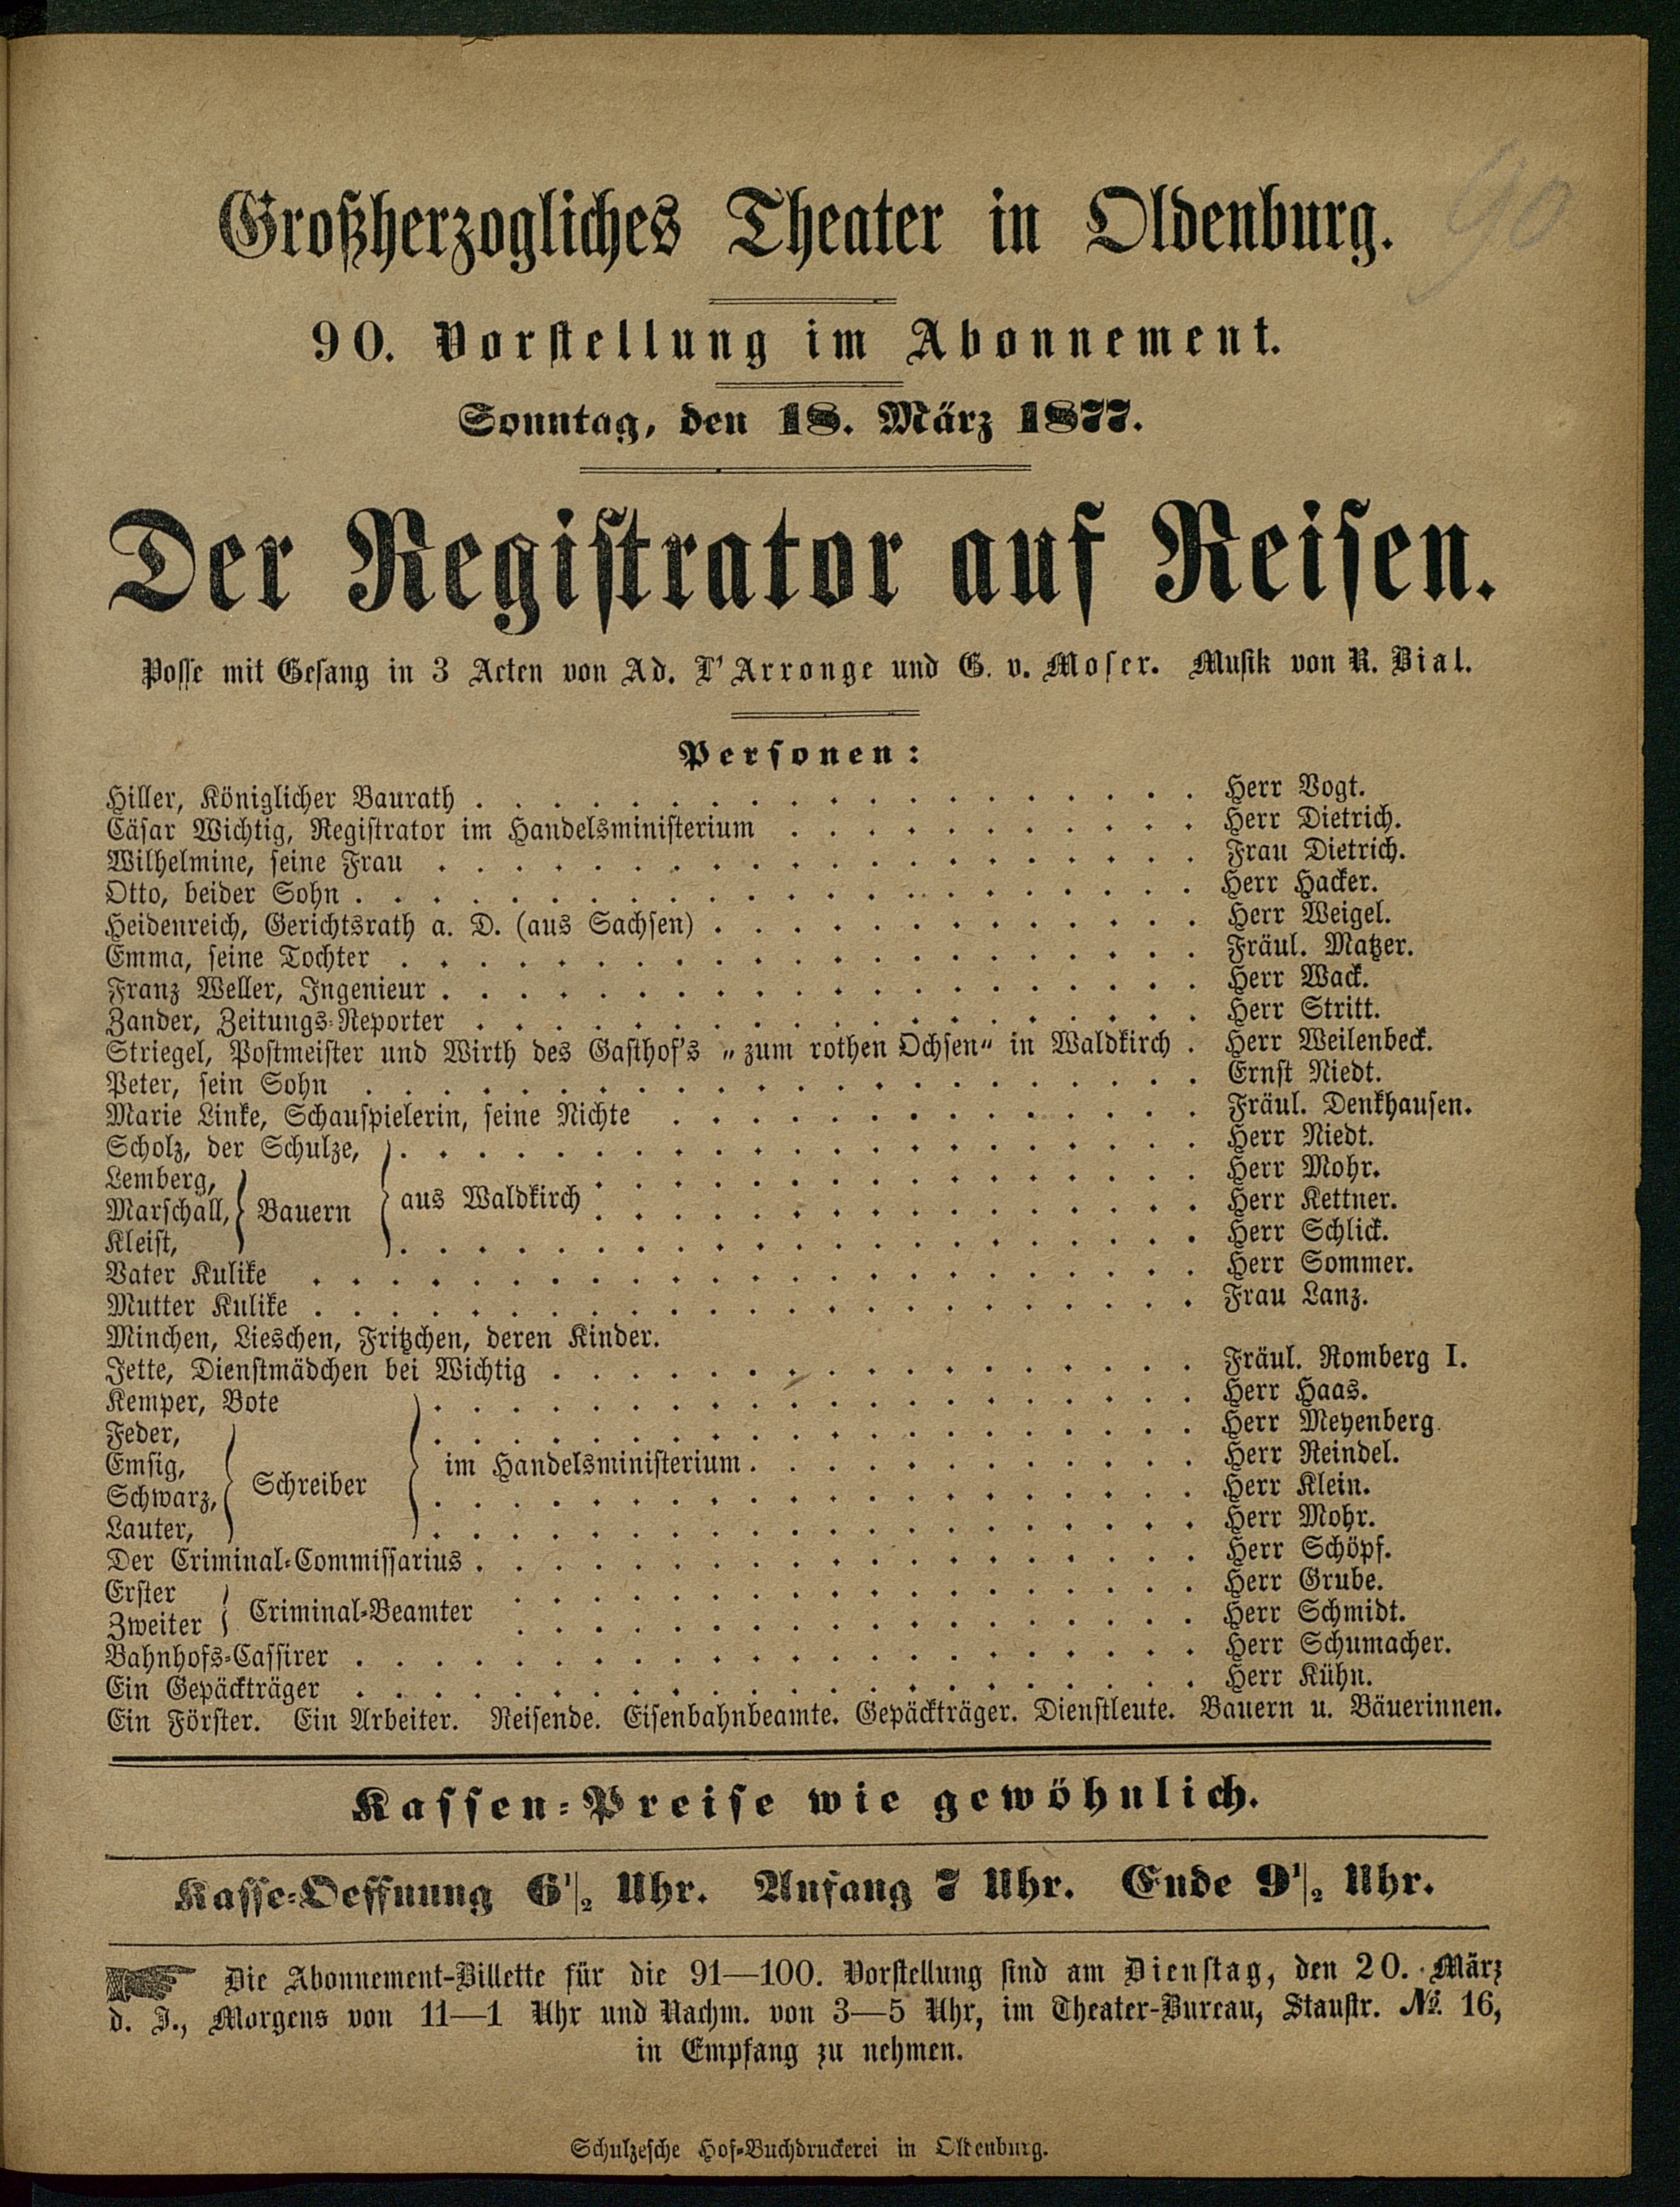 90
Großherzogliches Theater in Oldenburg.
90. Vorstellung im Abonnement.
Sonntag, den 18. März 1877.
Der Registrator auf Reisen.
Posse mit Gesang in 3 Acten von Ad. L'Arronge und G. v. Moser. Musik von R. Bial.
Personen:
Hiller, Königlicher Baurath . . . . . Herr Vogt.
Cäsar Wichtig, Registrator im Handelsministerium . . . . . Herr Dietrich.
Wilhelmine, seine Frau . . . . . Frau Dietrich.
Otto, beider Sohn . . . . . Herr Hacker.
Heidenreich, Gerichtsrath a. D. (aus Sachsen) . . . . . Herr Weigel.
Emma, seine Tochter . . . . . Fräul. Matzer.
Franz Weller, Ingenieur . . . . . Herr Wack.
Zander, Zeitungs-Reporter . . . . . Herr Stritt.
Striegel, Postmeister und Wirth des Gasthof's „zum rothen Ochsen" in Waldkirch . Herr Weilenbeck.
Peter, sein Sohn . . . . . Ernst Niedt.
Marie Linke, Schauspielerin, seine Nichte . . . . . Fräul. Denkhausen.
Scholz, der Schulze, . . . . . Herr Niedt.
Lemberg, . . . . . Herr Mohr.
Marschall, Bauern aus Waldkirch . . . . . Herr Kettner.
Kleist, . . . . . Herr Schlick.
Vater Kulike . . . . . Herr Sommer.
Mutter Kulike . . . . . Frau Lanz.
Minchen, Lieschen, Fritzchen, deren Kinder.
Jette, Dienstmädchen bei Wichtig . . . . . Fräul. Romberg I.
Kemper, Bote . . . . . Herr Haas.
Feder, . . . . . Herr Meyenberg.
Emsig, im Handelsministerium . . . . . Herr Reindel.
Schwarz, Schreiber . . . . . Herr Klein.
Lauter, . . . . . Herr Mohr.
Der Criminal-Commissarius . . . . . Herr Schöpf.
Erster Criminal-Beamter . . . . . Herr Grube.
Zweiter . . . . . Herr Schmidt.
Bahnhofs-Cassirer . . . . . Herr Schumacher.
Ein Gepäckträger . . . . . Herr Kühn.
Ein Förster. Ein Arbeiter. Reisende. Eisenbahnbeamte. Gepäckträger. Dienstleute. Bauern u. Bäuerinnen.
Kassen-Preise wie gewöhnlich.
Kasse-Oeffnung 6 1/2 Uhr. Anfang 7 Uhr. Ende 9 1/2 Uhr.
Die Abonnement-Billette für die 91—100. Vorstellung sind am Dienstag, den 20. März
d. J., Morgens von 11—1 Uhr und Nachm. von 3—5 Uhr, im Theater-Bureau, Staustr. № 16,
in Empfang zu nehmen.
Schulzesche Hof-Buchdruckerei in Oldenburg.